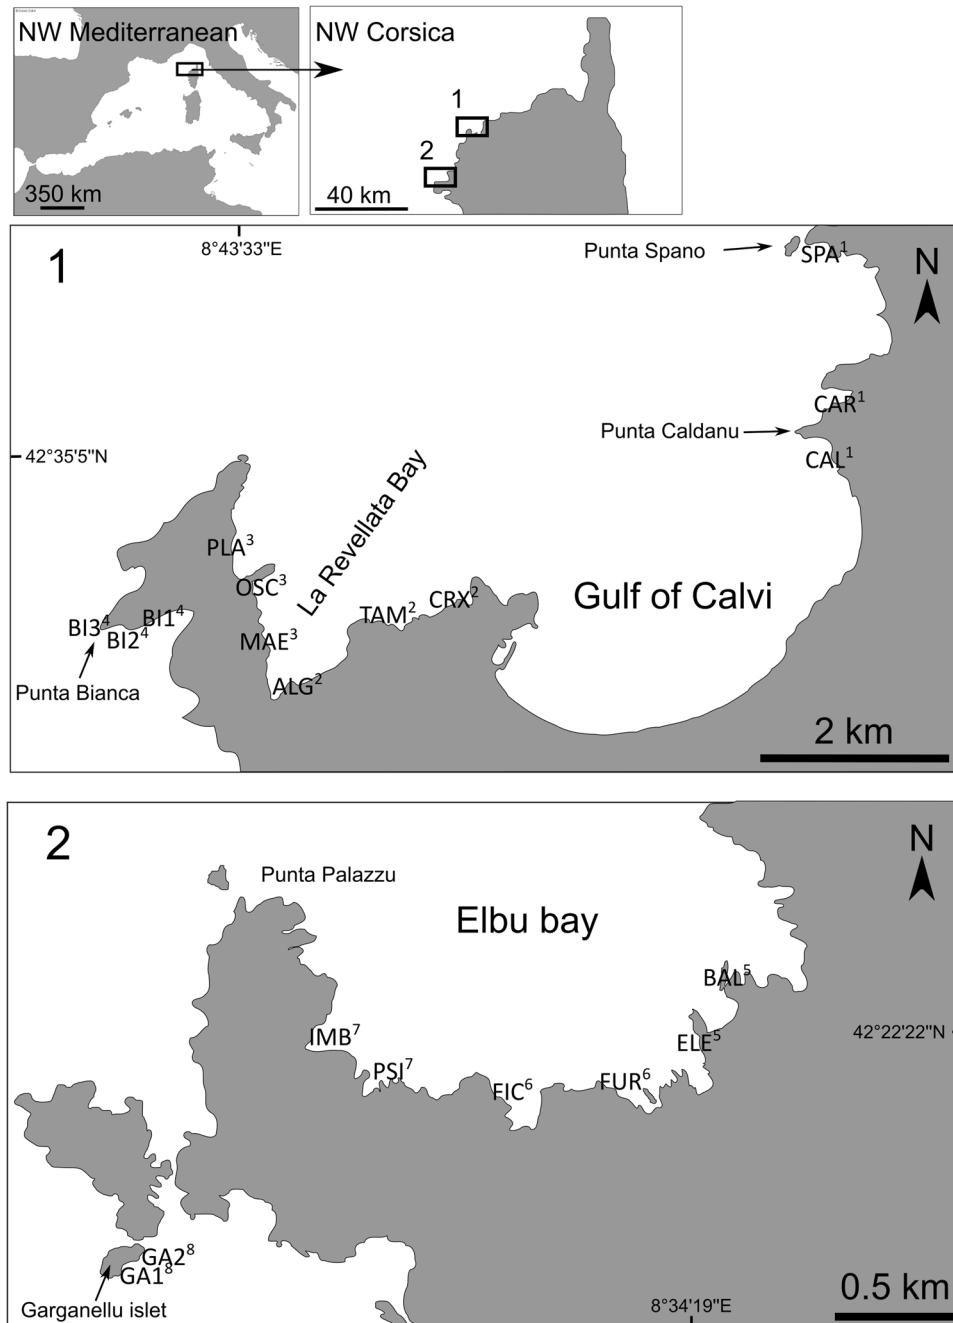 NW Mediterranean
350 km
NW Corsica
1
2
40 km
8°43'33"E
1
Punta Spano
SPA1
N
CAR1
Punta Caldanu
CAL1
42°35'5"N
La Revellata Bay
PLA3
OSC3
CRX2
TAM2
Gulf of Calvi
BI14
BI34
BI24
MAE3
Punta Bianca
ALG2
2 km
2
N
Punta Palazzu
Elbu bay
BAL5
IMB7
42°22'22"N
ELE5
PSI7
FUR6
FIC6
GA28
GA18
Garganellu islet
0.5 km
8°34'19"E